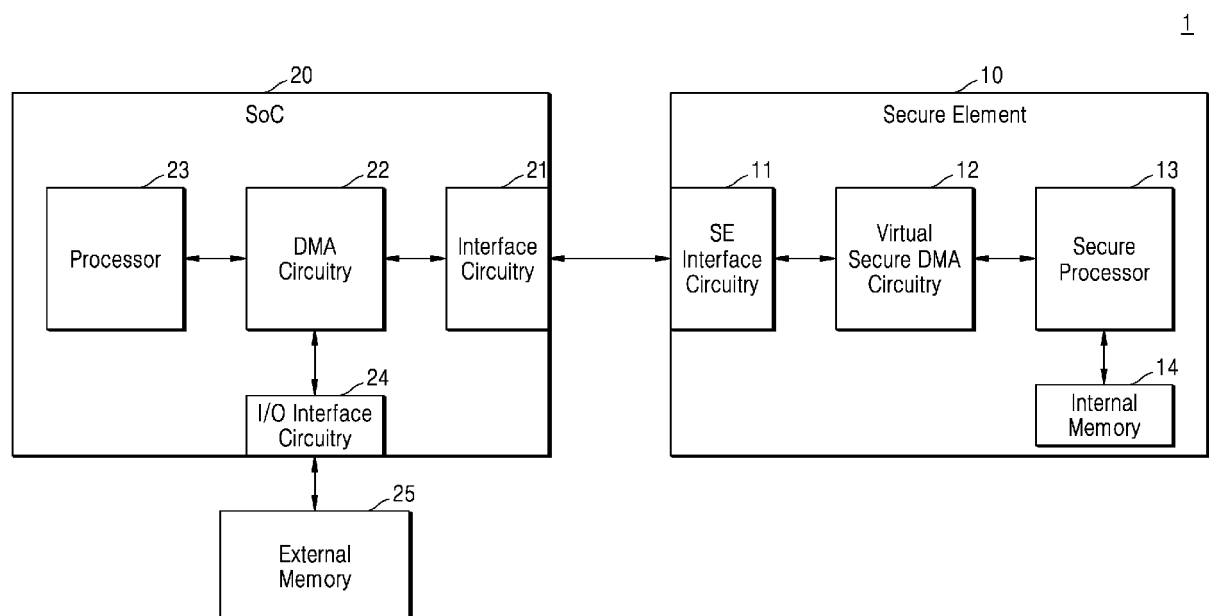 1
20
SoC
10
Secure Element
23
Processor
22
DMA
Circuitry
21
Interface
Circuitry
11
SE
Interface
Circuitry
12
Virtual
Secure DMA
Circuitry
13
Secure
Processor
24
I/O Interface
Circuitry
14
Internal
Memory
25
External
Memory